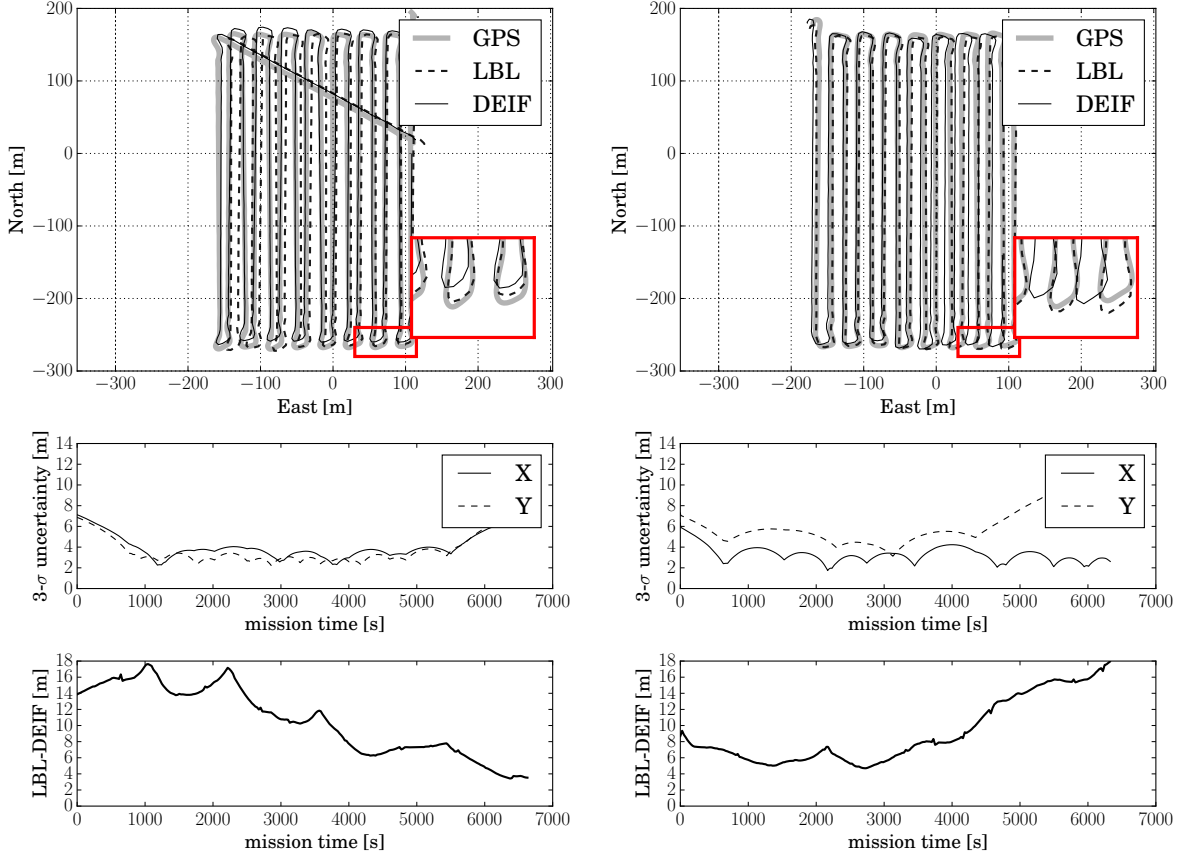 200
100
0
−100
−200
−300
North [m]
−300 −200 −100 0 100 200 300
East [m]
GPS
LBL
DEIF
200
100
0
−100
−200
−300
North [m]
−300 −200 −100 0 100 200 300
East [m]
GPS
LBL
DEIF
14
12
10
8
6
4
2
0
3-σ uncertainty [m]
0 1000 2000 3000 4000 5000 6000 7000
mission time [s]
X
Y
14
12
10
8
6
4
2
0
3-σ uncertainty [m]
0 1000 2000 3000 4000 5000 6000 7000
mission time [s]
X
Y
18
16
14
12
10
8
6
4
2
0
LBL-DEIF [m]
0 1000 2000 3000 4000 5000 6000 7000
mission time [s]
18
16
14
12
10
8
6
4
2
0
LBL-DEIF [m]
0 1000 2000 3000 4000 5000 6000 7000
mission time [s]